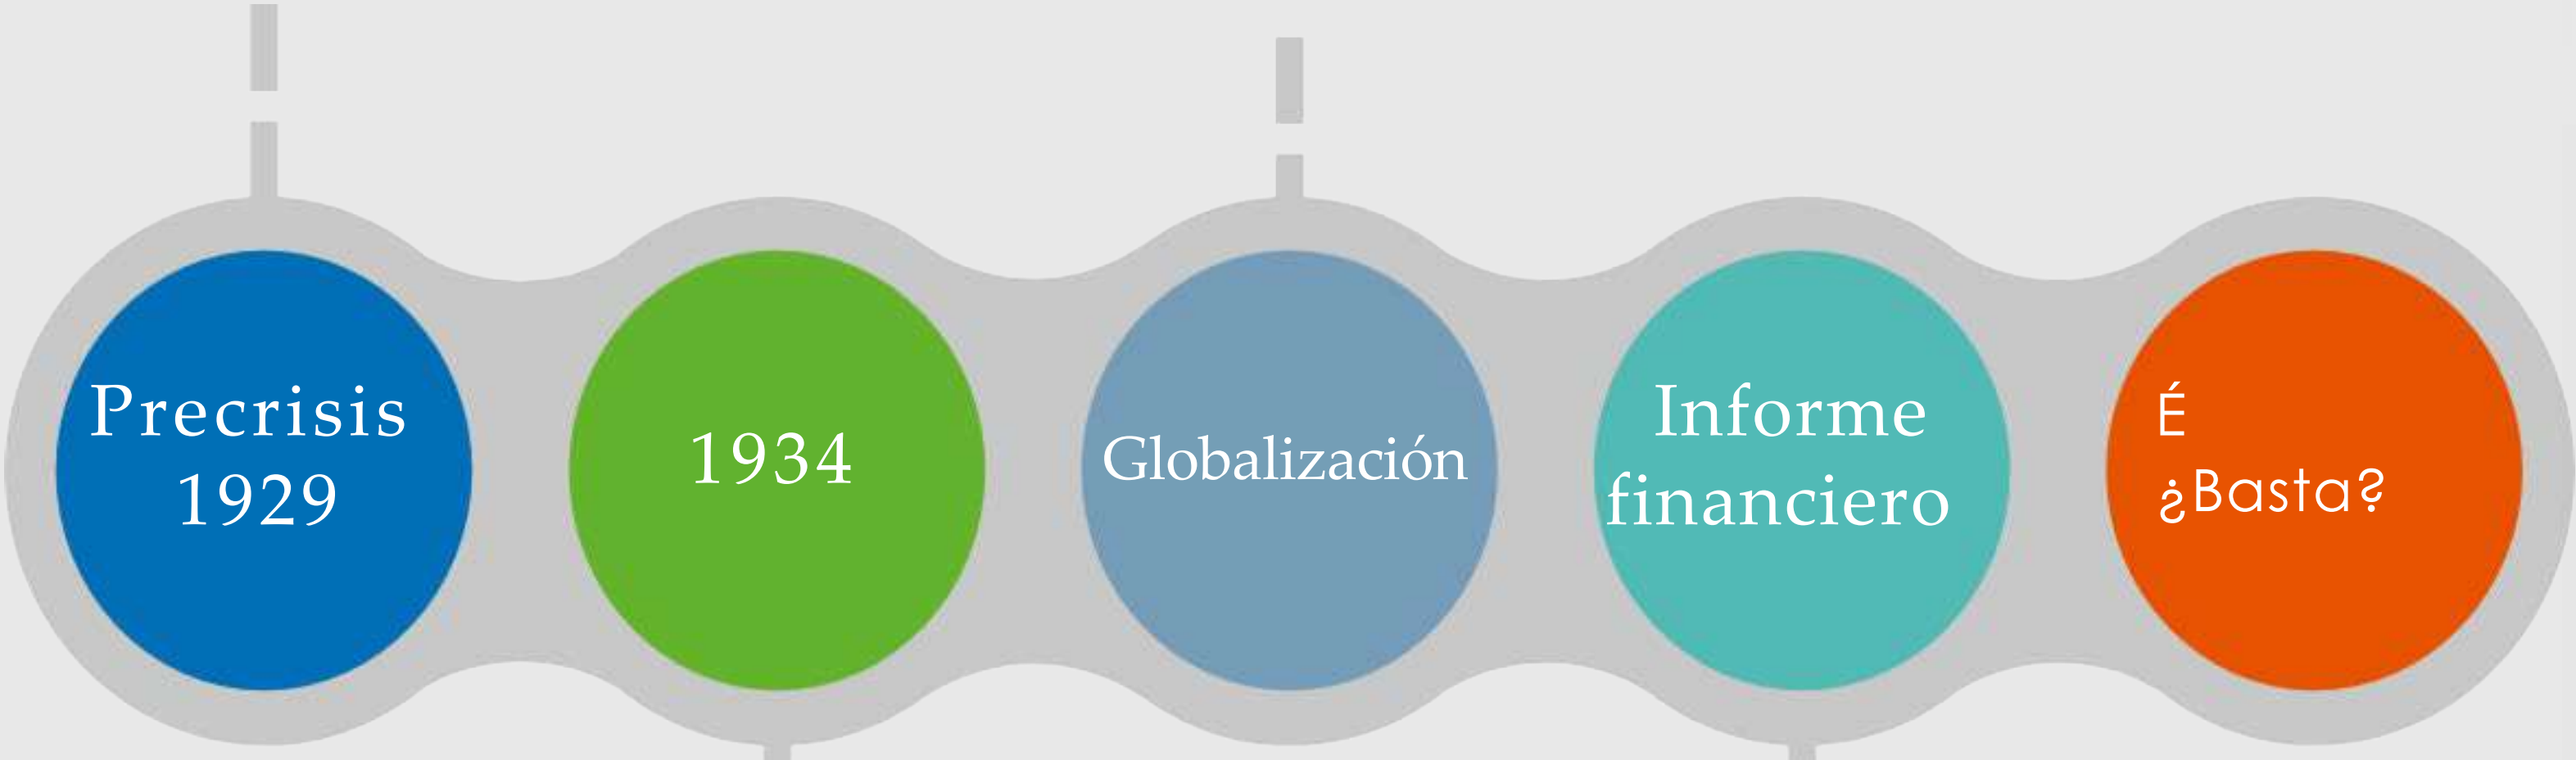 Precrisis
1929
1934
Globalización
Informe
financiero
É
¿Basta?